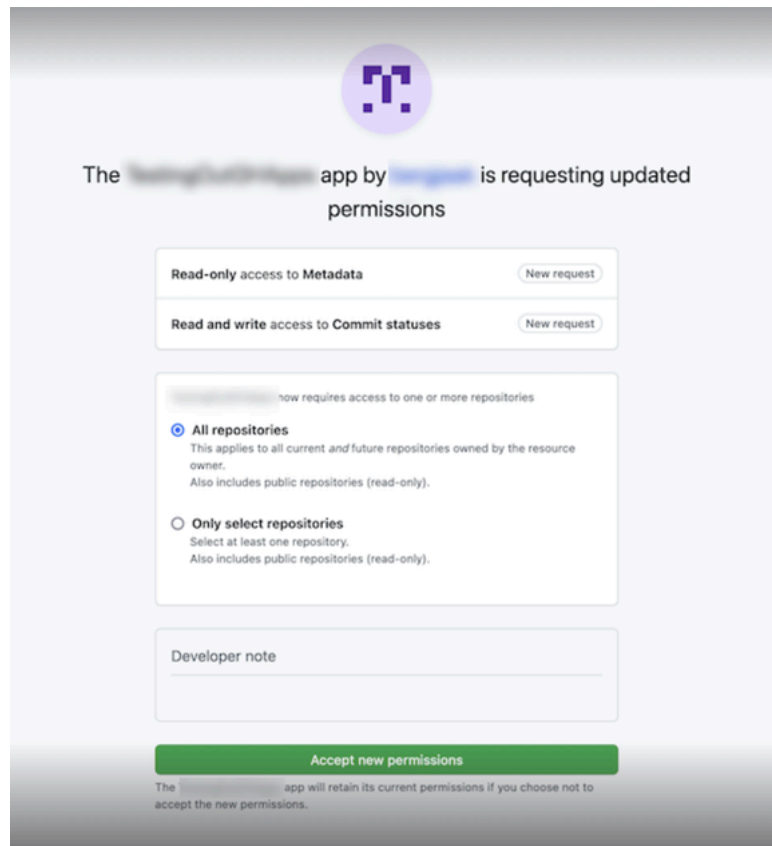 The app by is requesting updated
permissions
Read-only access to Metadata New request
Read and write access to Commit statuses New request
now requires access to one or more repositories
All repositories
This applies to all current and future repositories owned by the resource
owner.
Also includes public repositories (read-only).
Only select repositories
Select at least one repository.
Also includes public repositories (read-only).
Developer note
Accept new permissions
The app will retain its current permissions if you choose not to
accept the new permissions.